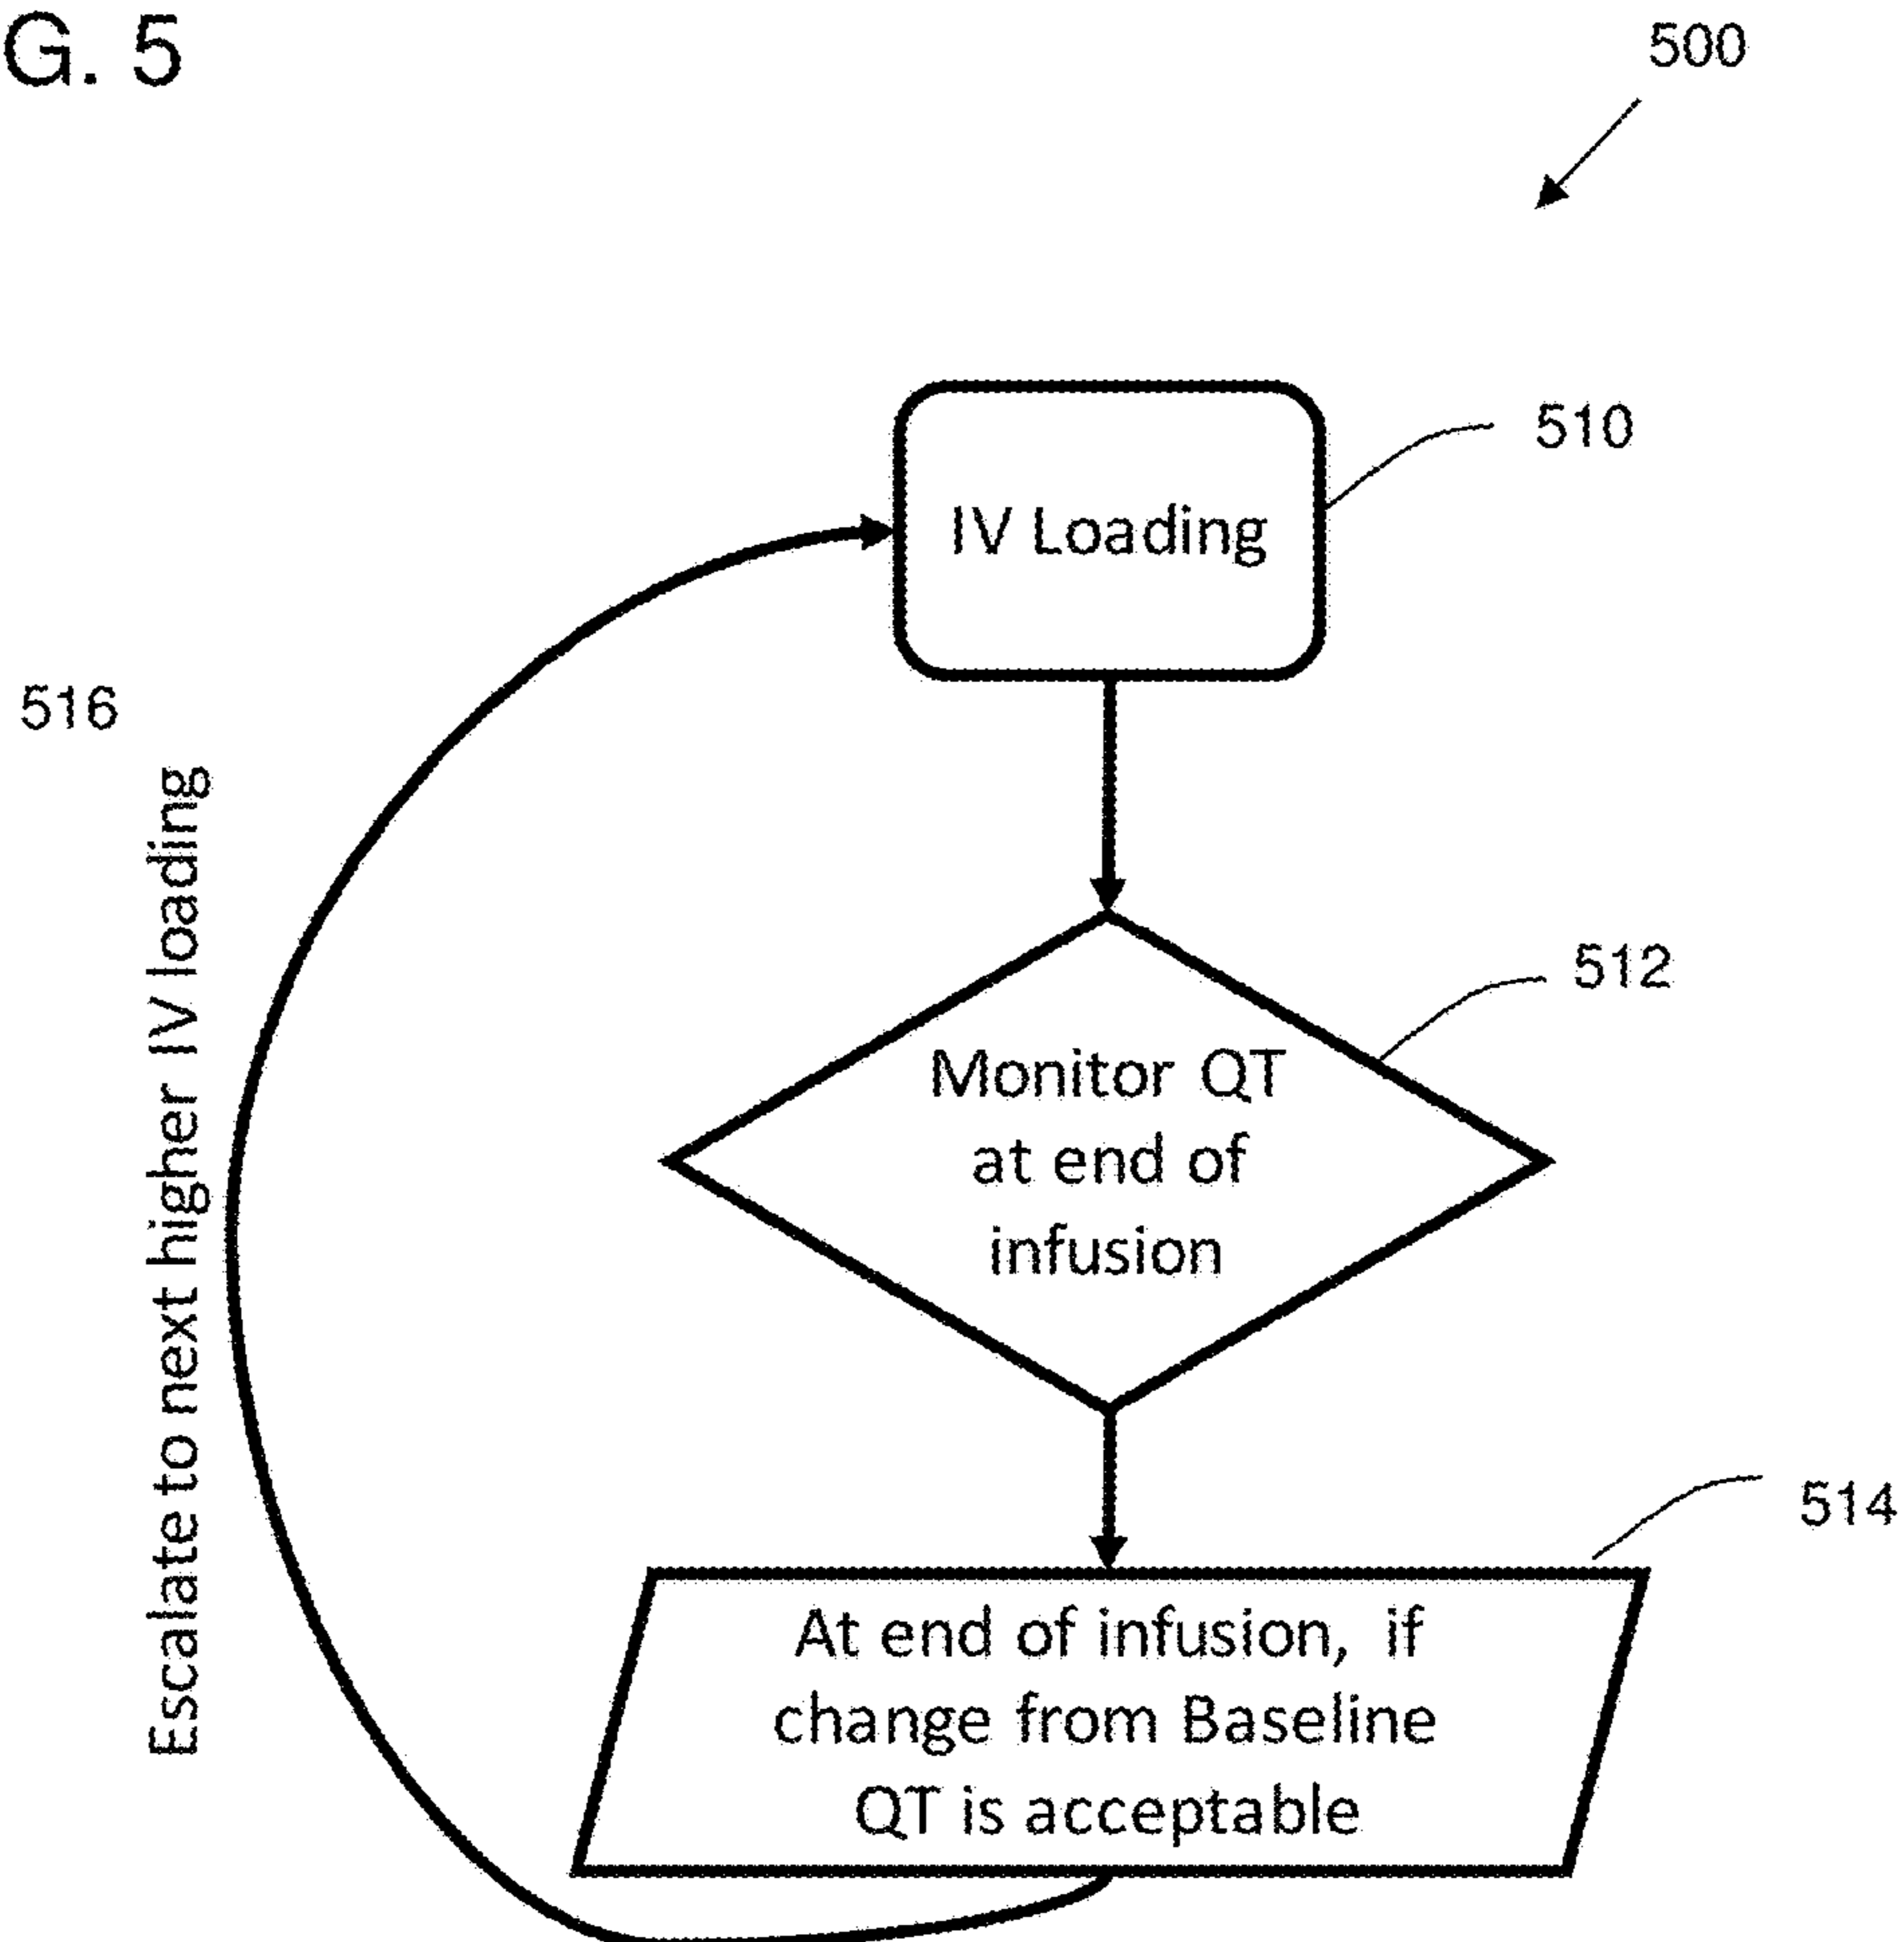 G. 5
500
IV Loading
510
516
Escalate to next higher IV loading
Monitor QT
at end of
infusion
512
At end of infusion, if
change from Baseline
QT is acceptable
514